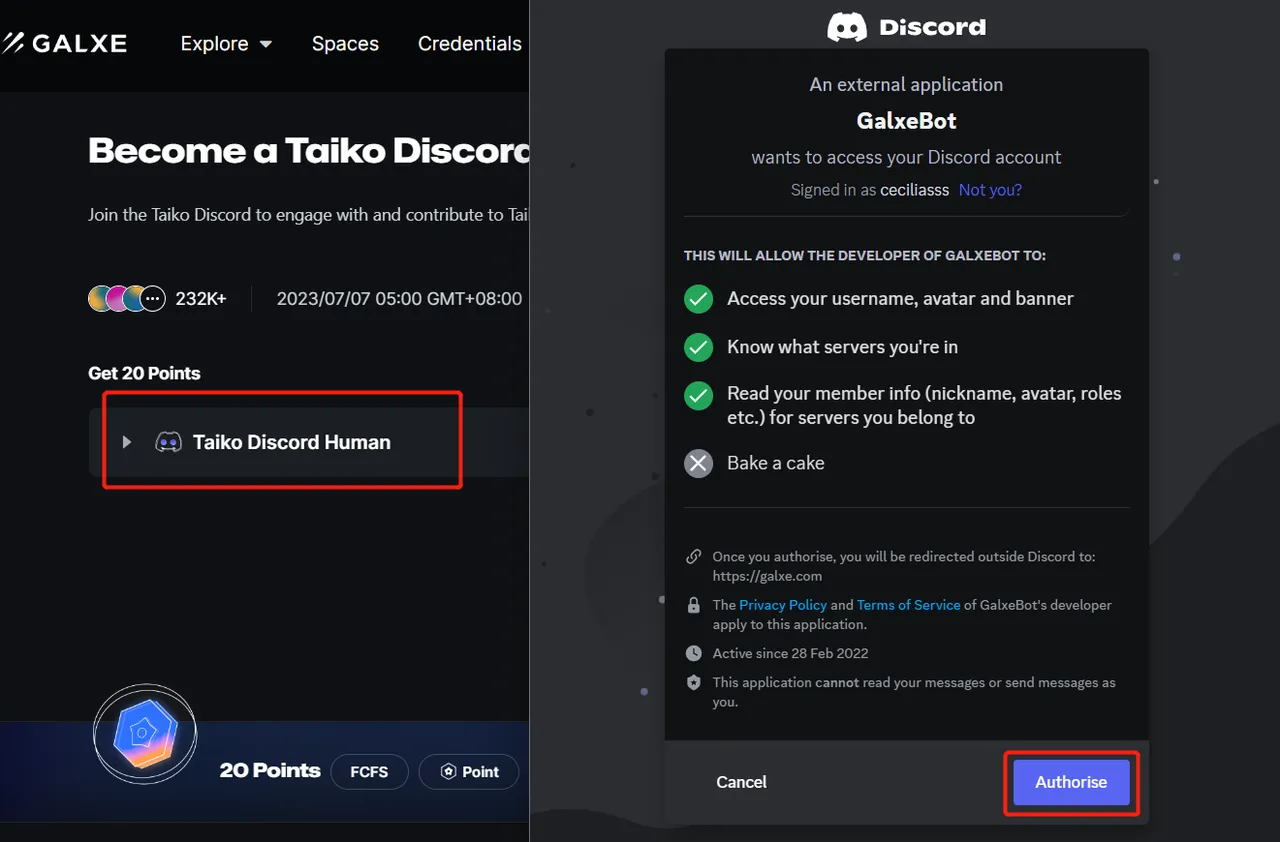 GALXE
Explore
Spaces
Credentials
Become a Taiko Discord
Join the Taiko Discord to engage with and contribute to Tai
232K+
2023/07/07 05:00 GMT+08:00
Get 20 Points
Taiko Discord Human
20 Points
FCFS
Point
Discord
An external application
GalxeBot
wants to access your Discord account
Signed in as ceciliasss Not you?
THIS WILL ALLOW THE DEVELOPER OF GALXEBOT TO:
Access your username, avatar and banner
Know what servers you're in
Read your member info (nickname, avatar, roles
etc.) for servers you belong to
Bake a cake
Once you authorise, you will be redirected outside Discord to:
https://galxe.com
The Privacy Policy and Terms of Service of GalxeBot's developer
apply to this application.
Active since 28 Feb 2022
This application cannot read your messages or send messages as
you.
Cancel
Authorise